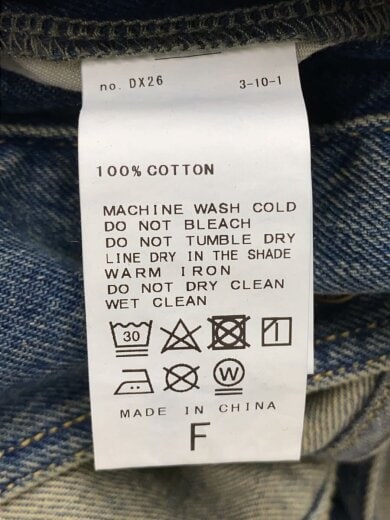 no. DX26 3-10-1
100% COTTON
MACHINE WASH COLD
DO NOT BLEACH
DO NOT TUMBLE DRY
LINE DRY IN THE SHADE
WARM IRON
DO NOT DRY CLEAN
WET CLEAN
30
W
MADE IN CHINA
F